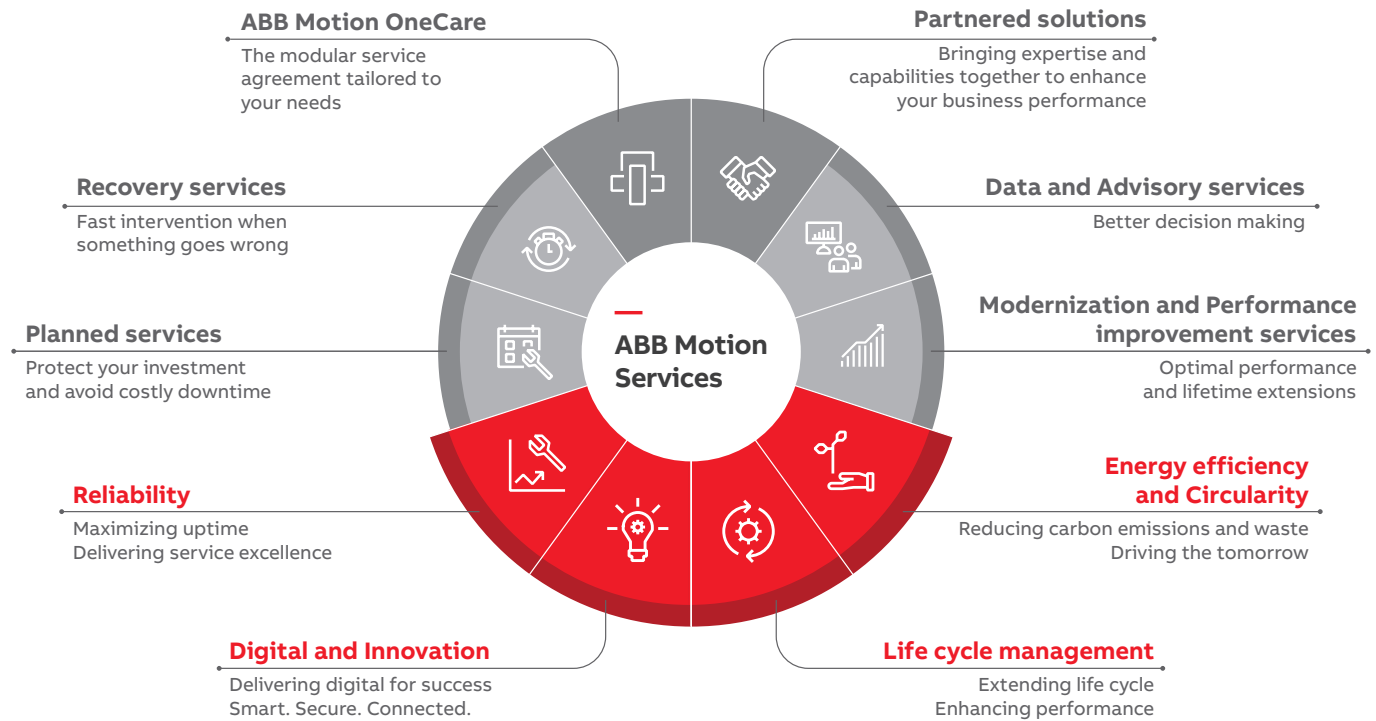 ABB Motion OneCare
The modular service
agreement tailored to
your needs
Partnered solutions
Bringing expertise and
capabilities together to enhance
your business performance
Recovery services
Fast intervention when
something goes wrong
Data and Advisory services
Better decision making
Planned services
Protect your investment
and avoid costly downtime
Modernization and Performance
improvement services
Optimal performance
and lifetime extensions
ABB Motion
Services
Reliability
Maximizing uptime
Delivering service excellence
Energy efficiency
and Circularity
Reducing carbon emissions and waste
Driving the tomorrow
Digital and Innovation
Delivering digital for success
Smart. Secure. Connected.
Life cycle management
Extending life cycle
Enhancing performance